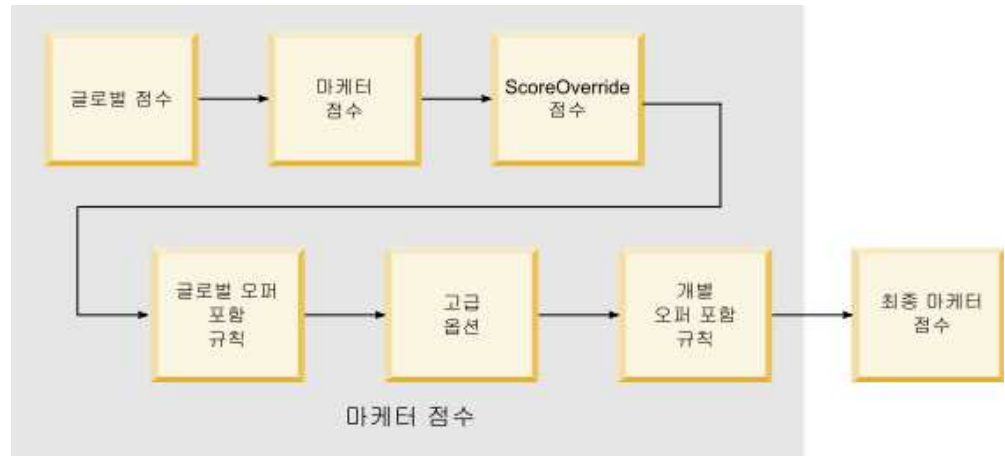 글로벌 점수
마케터
점수
ScoreOverride
점수
글로벌 오퍼
포함
규칙
고급
옵션
개별
오퍼 포함
규칙
최종 마케터
점수
마케터 점수